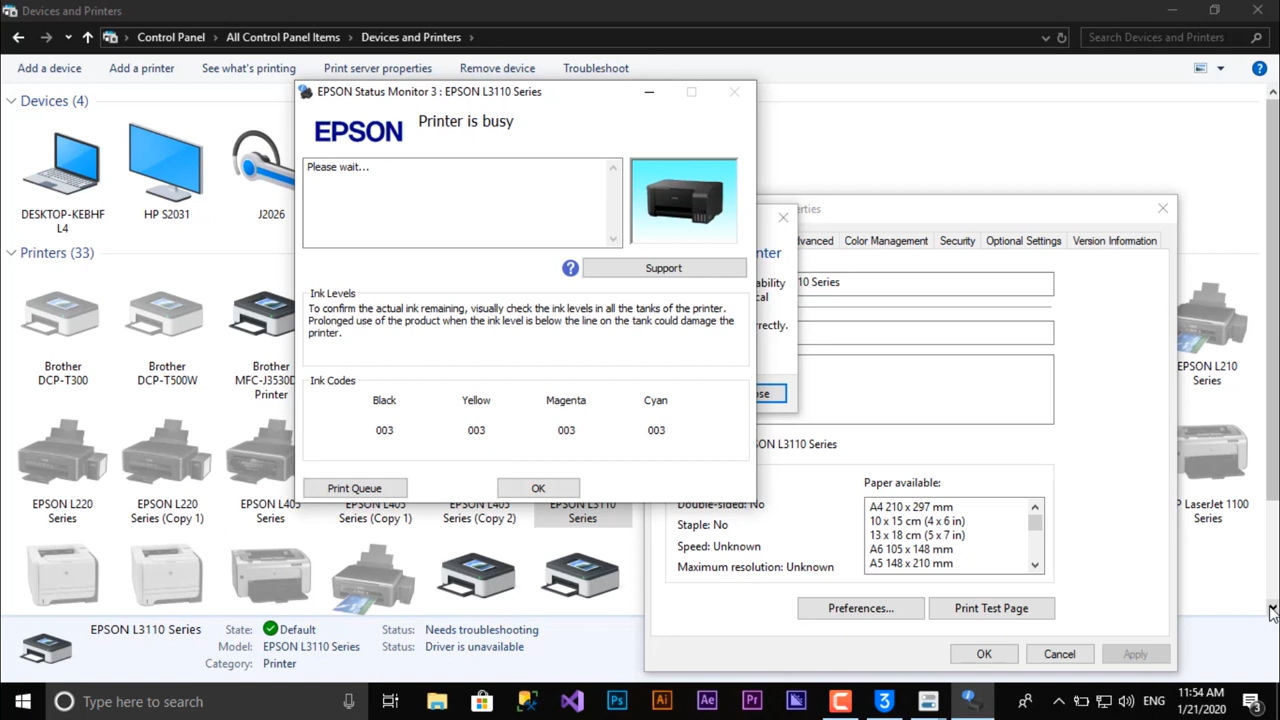 Devices and Printers
Control Panel
All Control Panel Items
Devices and Printers
Search Devices and Printers
Add a device
Add a printer
See what's printing
Print server properties
Remove device
Troubleshoot
Devices (4)
DESKTOP-KEBHF
L4
HP S2031
J2026
Printers (33)
Brother
DCP-T300
Brother
DCP-T500W
Brother
MFC-J3530D
Printer
EPSON L210
Series
EPSON L220
Series
EPSON L220
Series (Copy 1)
EPSON L405
Series
EPSON L405
Series (Copy 1)
EPSON L405
Series (Copy 2)
EPSON L3110
Series
P LaserJet 1100
Series
EPSON Status Monitor 3 : EPSON L3110 Series
EPSON
Printer is busy
Please wait...
Support
Ink Levels
To confirm the actual ink remaining, visually check the ink levels in all the tanks of the printer.
Prolonged use of the product when the ink level is below the line on the tank could damage the
printer.
Ink Codes
Black
Yellow
Magenta
Cyan
003
003
003
003
Print Queue
OK
nter
ability
cal
rrectly.
ose
erties
dvanced
Color Management
Security
Optional Settings
Version Information
10 Series
ON L3110 Series
Paper available:
Double-sided: No
Staple: No
Speed: Unknown
Maximum resolution: Unknown
A4 210 x 297 mm
10 x 15 cm (4 x 6 in)
13 x 18 cm (5 x 7 in)
A6 105 x 148 mm
A5 148 x 210 mm
Preferences...
Print Test Page
OK
Cancel
Apply
EPSON L3110 Series
State:
Default
Status:
Needs troubleshooting
Model:
EPSON L3110 Series
Status:
Driver is unavailable
Category:
Printer
Type here to search
Ps
Ai
Ae
Pr
3
ENG
11:54 AM
1/21/2020
3